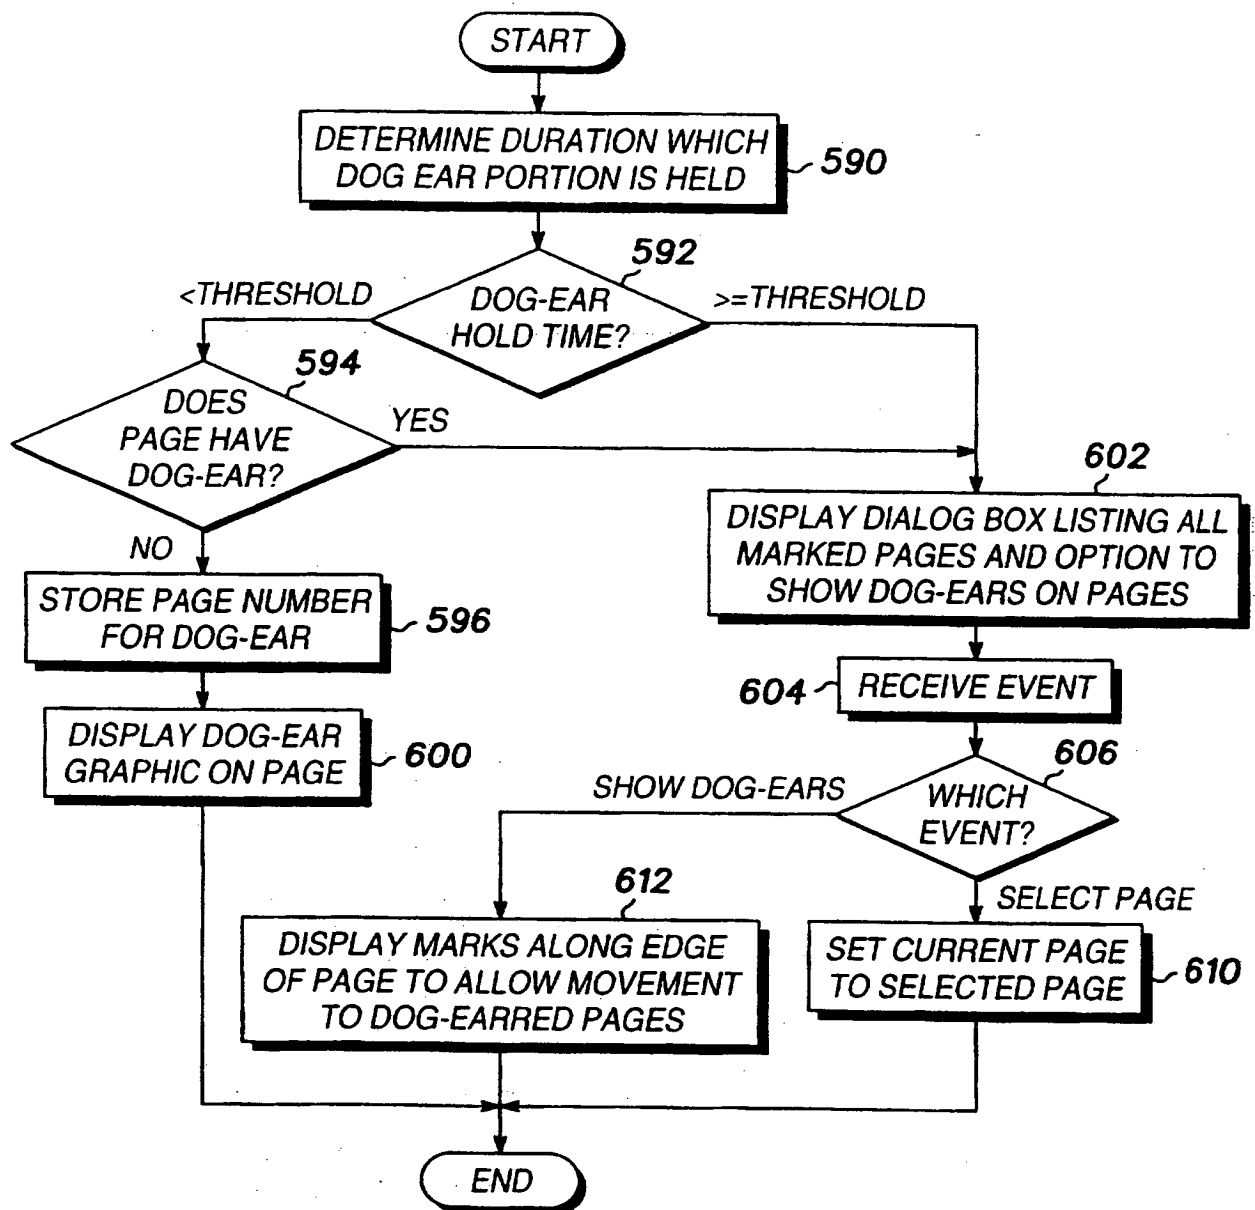 START
DETERMINE DURATION WHICH
DOG EAR PORTION IS HELD
590
592
<THRESHOLD
DOG-EAR
HOLD TIME?
>=THRESHOLD
594
DOES
PAGE HAVE
DOG-EAR?
YES
NO
602
DISPLAY DIALOG BOX LISTING ALL
MARKED PAGES AND OPTION TO
SHOW DOG-EARS ON PAGES
STORE PAGE NUMBER
FOR DOG-EAR
596
604
RECEIVE EVENT
DISPLAY DOG-EAR
GRAPHIC ON PAGE
600
606
SHOW DOG-EARS
WHICH
EVENT?
SELECT PAGE
612
DISPLAY MARKS ALONG EDGE
OF PAGE TO ALLOW MOVEMENT
TO DOG-EARRED PAGES
SET CURRENT PAGE
TO SELECTED PAGE
610
END